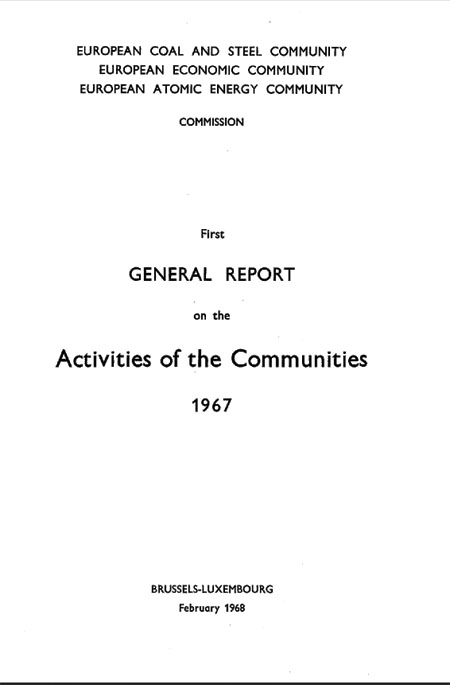 EUROPEAN COAL AND STEEL COMMUNITY
EUROPEAN ECONOMIC COMMUNITY
EUROPEAN ATOMIC ENERGY COMMUNITY
COMMISSION
First
GENERAL REPORT
on the
Activities of the Communities
1967
BRUSSELS-LUXEMBOURG
February 1968